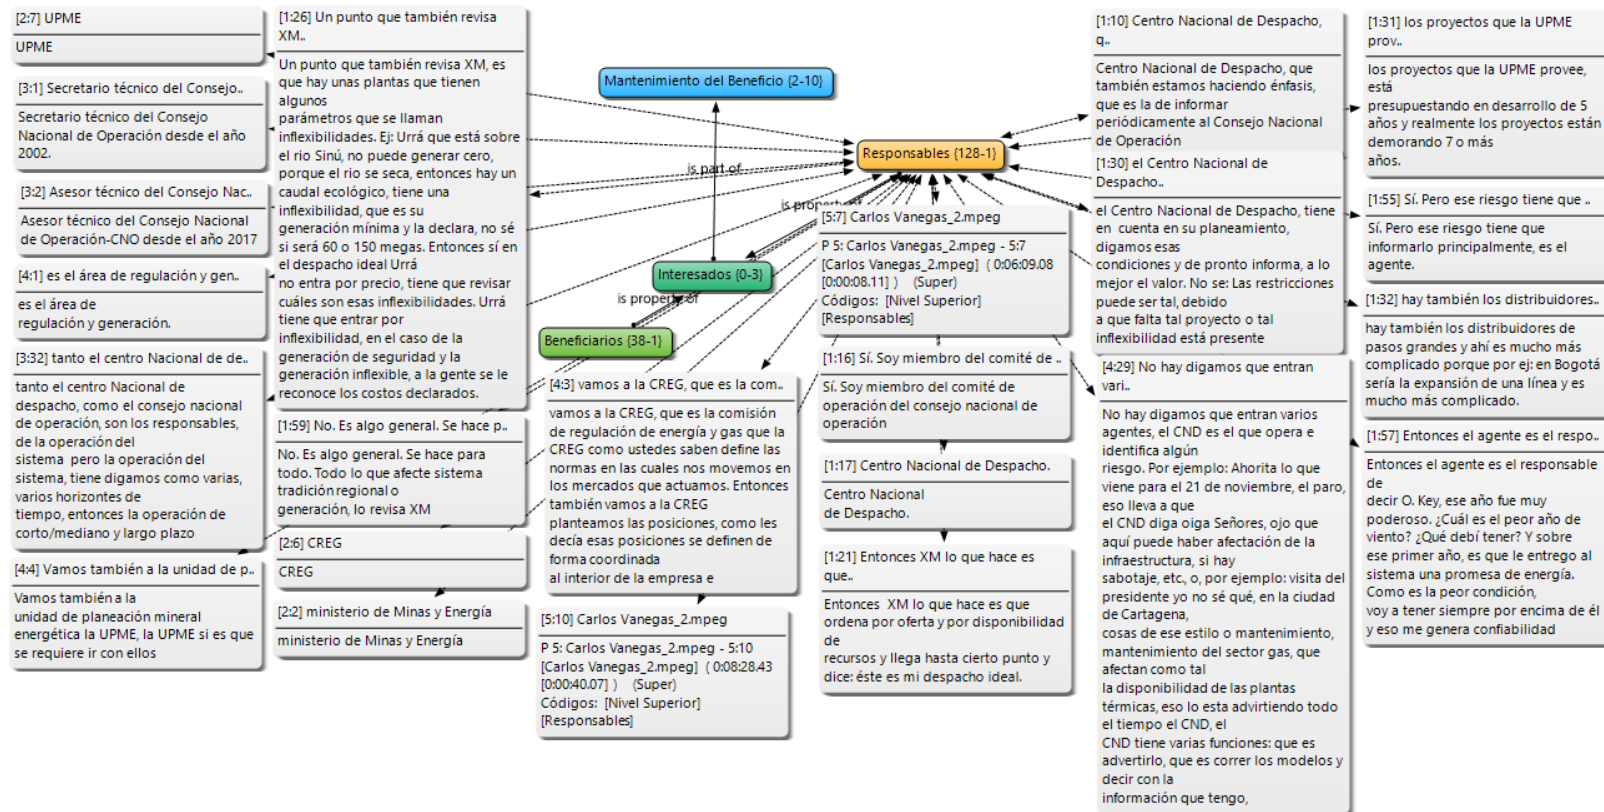 [2:7] UPME
UPME
[3:1] Secretario técnico del Consejo..
Secretario técnico del Consejo
Nacional de Operación desde el año
2002.
[3:2] Asesor técnico del Consejo Nac..
Asesor técnico del Consejo Nacional
de Operación-CNO desde el año 2017
[4:1] es el área de regulación y gen..
es el área de
regulación y generación.
[3:32] tanto el centro Nacional de de..
tanto el centro Nacional de
despacho, como el consejo nacional
de operación, son los responsables,
de la operación del
sistema  pero la operación del
sistema, tiene digamos como varias,
varios horizontes de
tiempo, entonces la operación de
corto/mediano y largo plazo
[4:4] Vamos también a la unidad de p..
Vamos también a la
unidad de planeación mineral
energética la UPME, la UPME si es que
se requiere ir con ellos
[1:26] Un punto que también revisa
XM..
Un punto que también revisa XM, es
que hay unas plantas que tienen
algunos
parámetros que se llaman
inflexibilidades. Ej: Urrá que está sobre
el rio Sinú, no puede generar cero,
porque el rio se seca, entonces hay un
caudal ecológico, tiene una
inflexibilidad, que es su
generación mínima y la declara, no sé
si será 60 o 150 megas. Entonces sí en
el despacho ideal Urrá
no entra por precio, tiene que revisar
cuáles son esas inflexibilidades. Urrá
tiene que entrar por
inflexibilidad, en el caso de la
generación de seguridad y la
generación inflexible, a la gente se le
reconoce los costos declarados.
[1:59] No. Es algo general. Se hace p..
No. Es algo general. Se hace para
todo. Todo lo que afecte sistema
tradición regional o
generación, lo revisa XM
[2:6] CREG
CREG
[2:2] ministerio de Minas y Energía
ministerio de Minas y Energía
Mantenimiento del Beneficio {2-10}
is part of
Responsables {128-1}
is property of
Interesados {0-3}
is property of
Beneficiarios {38-1}
[4:3] vamos a la CREG, que es la com..
vamos a la CREG, que es la comisión
de regulación de energía y gas que la
CREG como ustedes saben define las
normas en las cuales nos movemos en
los mercados que actuamos. Entonces
también vamos a la CREG
planteamos las posiciones, como les
decía esas posiciones se definen de
forma coordinada
al interior de la empresa e
[5:10] Carlos Vanegas_2.mpeg
P 5: Carlos Vanegas_2.mpeg - 5:10
[Carlos Vanegas_2.mpeg]  ( 0:08:28.43
[0:00:40.07] )    (Super)
Códigos:  [Nivel Superior]
[Responsables]
[5:7] Carlos Vanegas_2.mpeg
P 5: Carlos Vanegas_2.mpeg - 5:7
[Carlos Vanegas_2.mpeg]  ( 0:06:09.08
[0:00:08.11] )    (Super)
Códigos:  [Nivel Superior]
[Responsables]
[1:16] Sí. Soy miembro del comité de ..
Sí. Soy miembro del comité de
operación del consejo nacional de
operación
[1:17] Centro Nacional de Despacho.
Centro Nacional
de Despacho.
[1:21] Entonces XM lo que hace es
que..
Entonces  XM lo que hace es que
ordena por oferta y por disponibilidad
de
recursos y llega hasta cierto punto y
dice: éste es mi despacho ideal.
[1:10] Centro Nacional de Despacho,
q..
Centro Nacional de Despacho, que
también estamos haciendo énfasis,
que es la de informar
periódicamente al Consejo Nacional
de Operación
[1:30] el Centro Nacional de
Despacho..
el Centro Nacional de Despacho, tiene
en  cuenta en su planeamiento,
digamos esas
condiciones y de pronto informa, a lo
mejor el valor. No se: Las restricciones
puede ser tal, debido
a que falta tal proyecto o tal
inflexibilidad está presente
[4:29] No hay digamos que entran
vari..
No hay digamos que entran varios
agentes, el CND es el que opera e
identifica algún
riesgo. Por ejemplo: Ahorita lo que
viene para el 21 de noviembre, el paro,
eso lleva a que
el CND diga oiga Señores, ojo que
aquí puede haber afectación de la
infraestructura, si hay
sabotaje, etc, o, por ejemplo: visita del
presidente yo no sé qué, en la ciudad
de Cartagena,
cosas de ese estilo o mantenimiento,
mantenimiento del sector gas, que
afectan como tal
la disponibilidad de las plantas
térmicas, eso lo esta advirtiendo todo
el tiempo el CND, el
CND tiene varias funciones: que es
advertirlo, que es correr los modelos y
decir con la
información que tengo,
[1:31] los proyectos que la UPME
prov..
los proyectos que la UPME provee,
está
presupuestando en desarrollo de 5
años y realmente los proyectos están
demorando 7 o más
años.
[1:55] Sí. Pero ese riesgo tiene que ..
Sí. Pero ese riesgo tiene que
informarlo principalmente, es el
agente.
[1:32] hay también los distribuidores..
hay también los distribuidores de
pasos grandes y ahí es mucho más
complicado porque por ej: en Bogotá
sería la expansión de una línea y es
mucho más complicado.
[1:57] Entonces el agente es el respo..
Entonces el agente es el responsable
de
decir O. Key, ese año fue muy
poderoso. ¿Cuál es el peor año de
viento? ¿Qué debí tener? Y sobre
ese primer año, es que le entrego al
sistema una promesa de energía.
Como es la peor condición,
voy a tener siempre por encima de él
y eso me genera confiabilidad